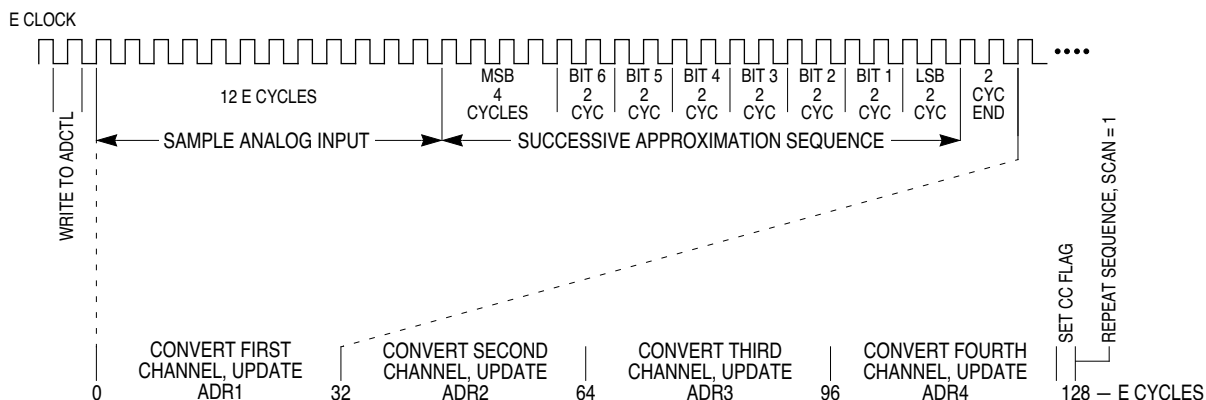 E CLOCK
12 E CYCLES
MSB
4
CYCLES
BIT 6
2
CYC
BIT 5
2
CYC
BIT 4
2
CYC
BIT 3
2
CYC
BIT 2
2
CYC
BIT 1
2
CYC
LSB
2
CYC
2
CYC
END
WRITE TO ADCTL
SAMPLE ANALOG INPUT
SUCCESSIVE APPROXIMATION SEQUENCE
SET CC FLAG
REPEAT SEQUENCE, SCAN = 1
CONVERT FIRST
CHANNEL, UPDATE
ADR1
CONVERT SECOND
CHANNEL, UPDATE
ADR2
CONVERT THIRD
CHANNEL, UPDATE
ADR3
CONVERT FOURTH
CHANNEL, UPDATE
ADR4
0
32
64
96
128 — E CYCLES